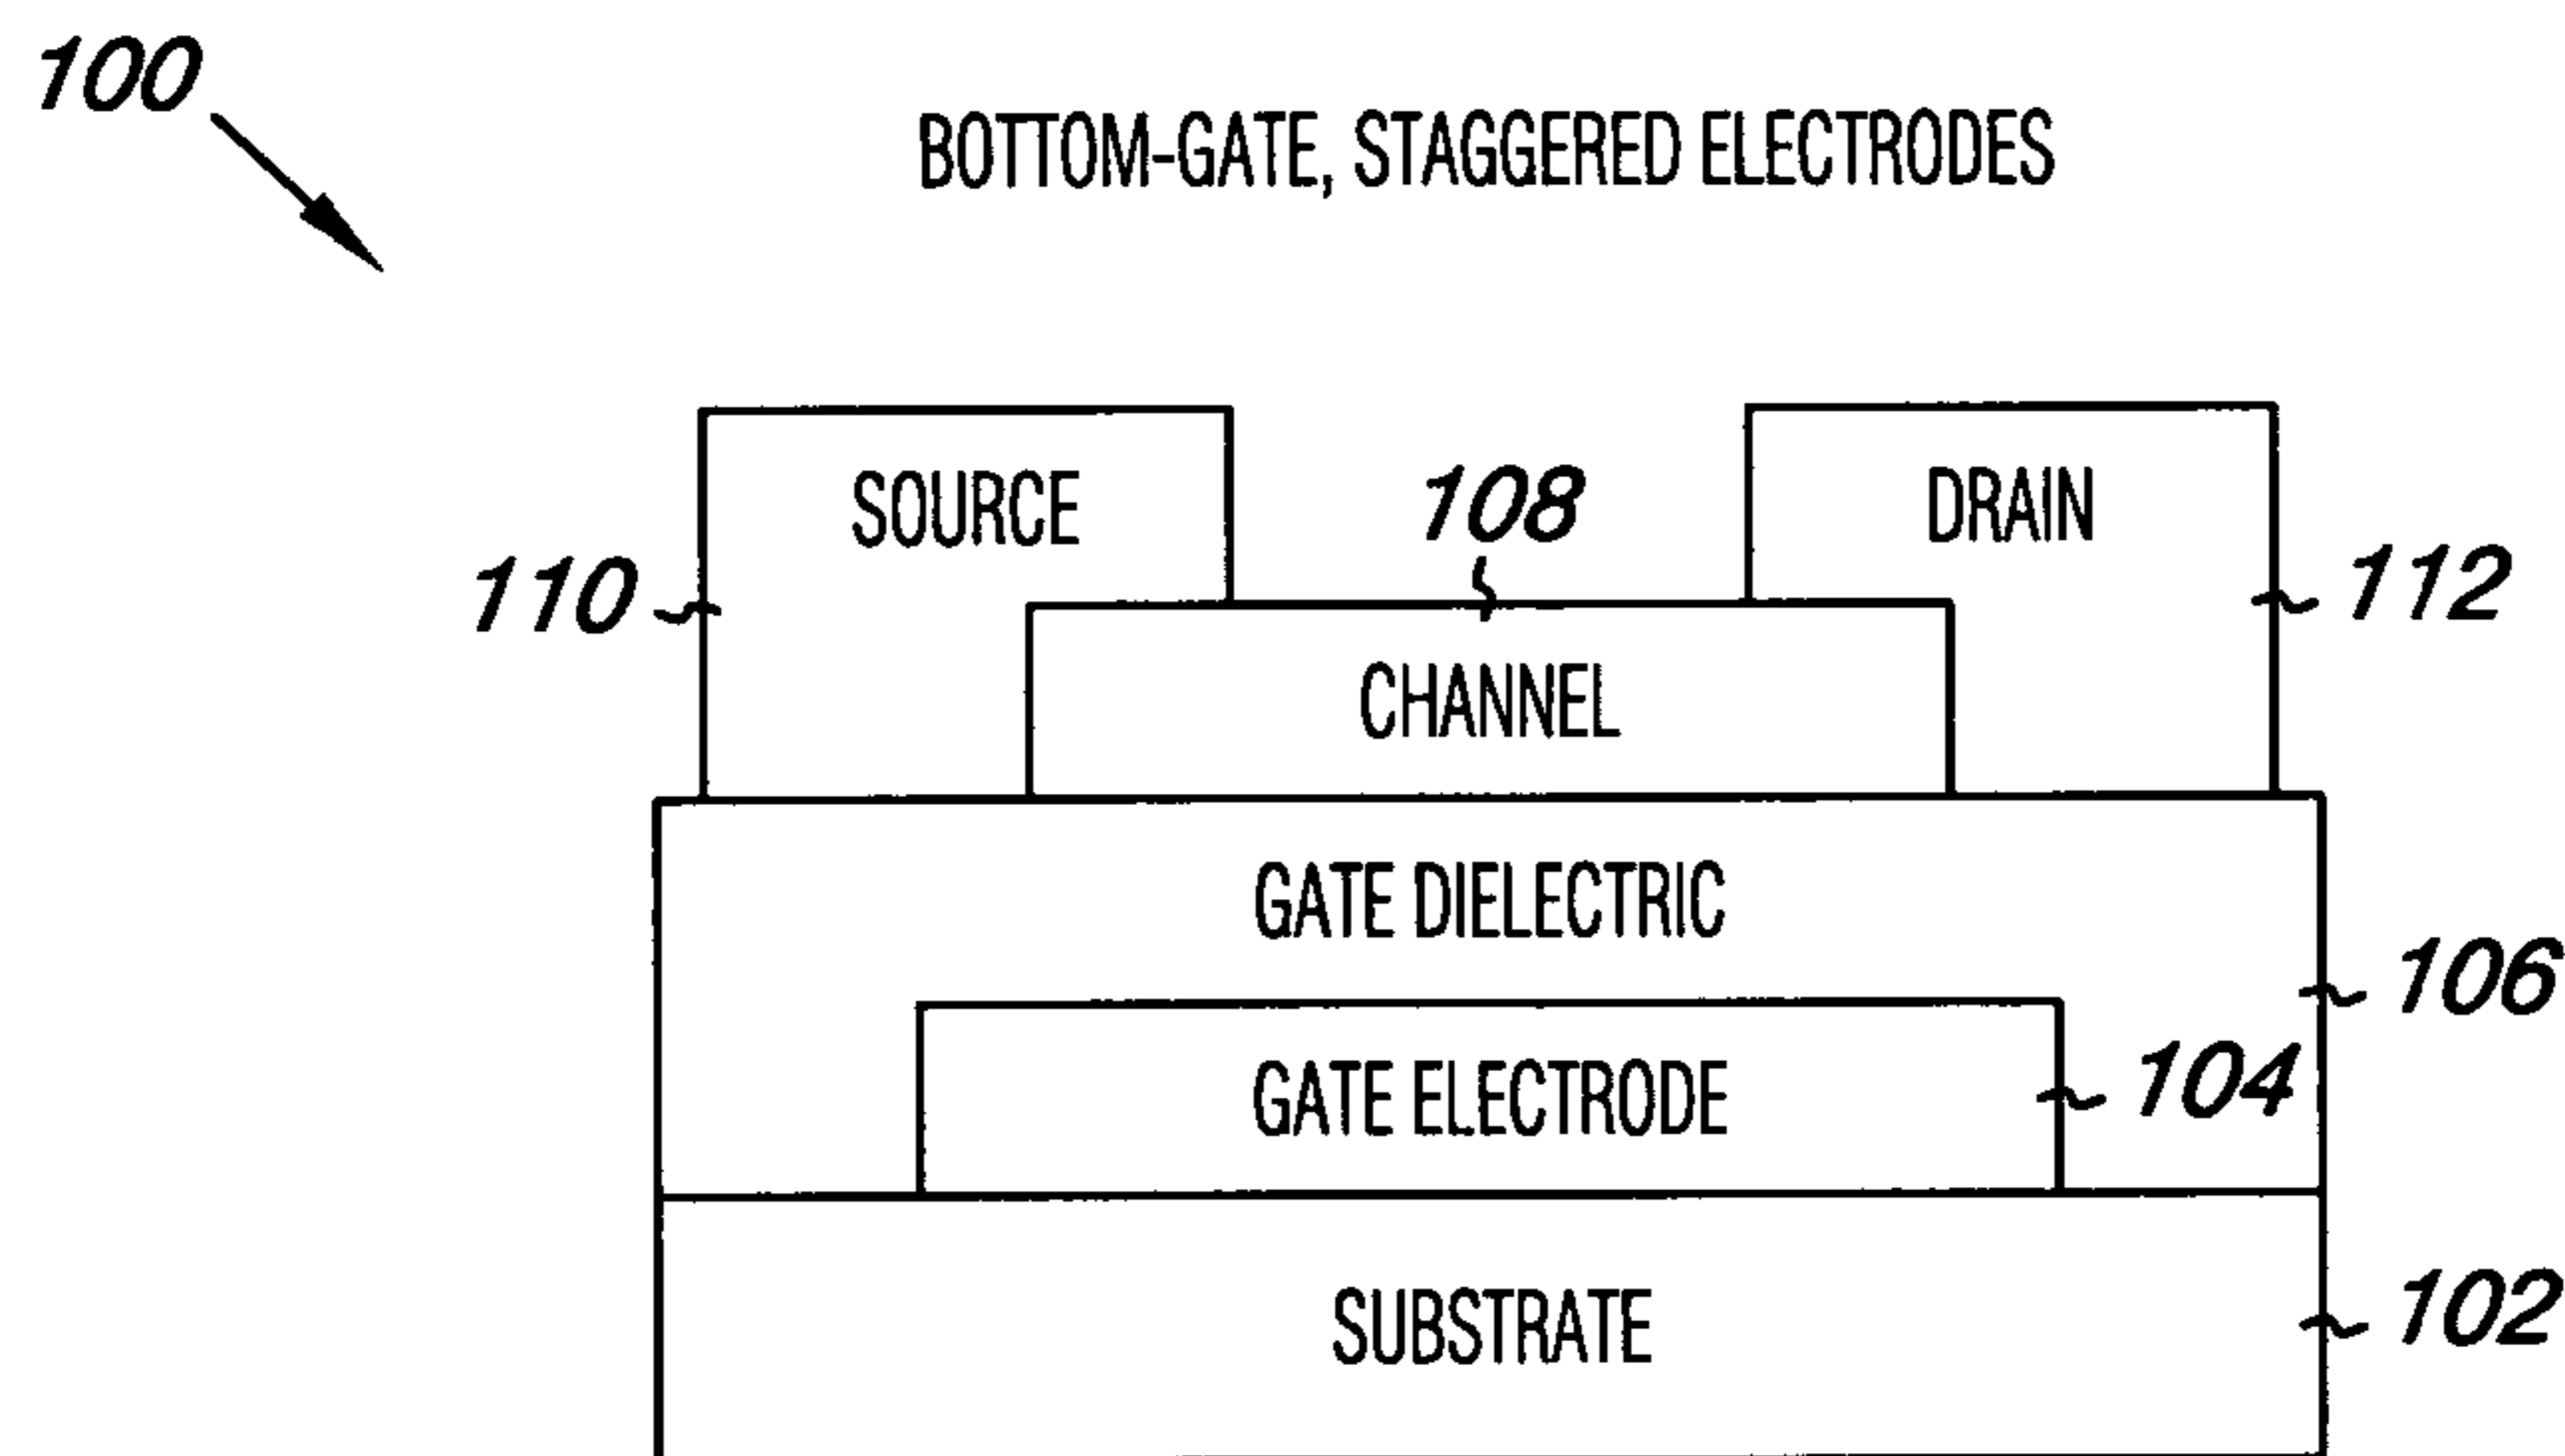 100
BOTTOM-GATE, STAGGERED ELECTRODES
SOURCE
108
DRAIN
110
112
CHANNEL
GATE DIELECTRIC
106
GATE ELECTRODE
104
SUBSTRATE
102